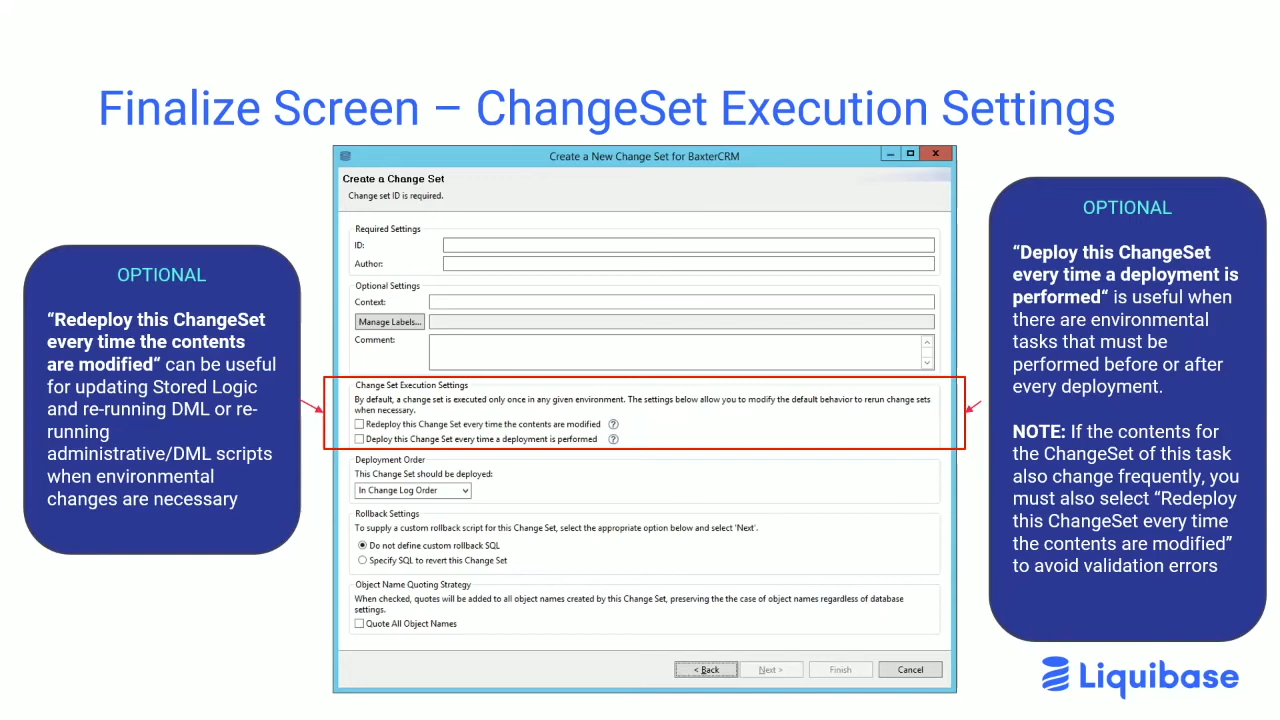 Finalize Screen – ChangeSet Execution Settings
OPTIONAL
“Redeploy this ChangeSet
every time the contents
are modified“ can be useful
for updating Stored Logic
and re-running DML or re-
running
administrative/DML scripts
when environmental
changes are necessary
Create a New Change Set for BaxterCRM
Create a Change Set
Change set ID is required.
Required Settings
ID:
Author:
Optional Settings
Context:
Manage Labels...
Comment:
Change Set Execution Settings
By default, a change set is executed only once in any given environment. The settings below allow you to modify the default behavior to rerun change sets
when necessary.
Redeploy this Change Set every time the contents are modified
Deploy this Change Set every time a deployment is performed
Deployment Order
This Change Set should be deployed:
In Change Log Order
Rollback Settings
To supply a custom rollback script for this Change Set, select the appropriate option below and select 'Next'.
Do not define custom rollback SQL
Specify SQL to revert this Change Set
Object Name Quoting Strategy
When checked, quotes will be added to all object names created by this Change Set, preserving the the case of object names regardless of database
settings.
Quote All Object Names
< Back
Next >
Finish
Cancel
OPTIONAL
“Deploy this ChangeSet
every time a deployment is
performed“ is useful when
there are environmental
tasks that must be
performed before or after
every deployment.
NOTE: If the contents for
the ChangeSet of this task
also change frequently, you
must also select “Redeploy
this ChangeSet every time
the contents are modified”
to avoid validation errors
Liquibase